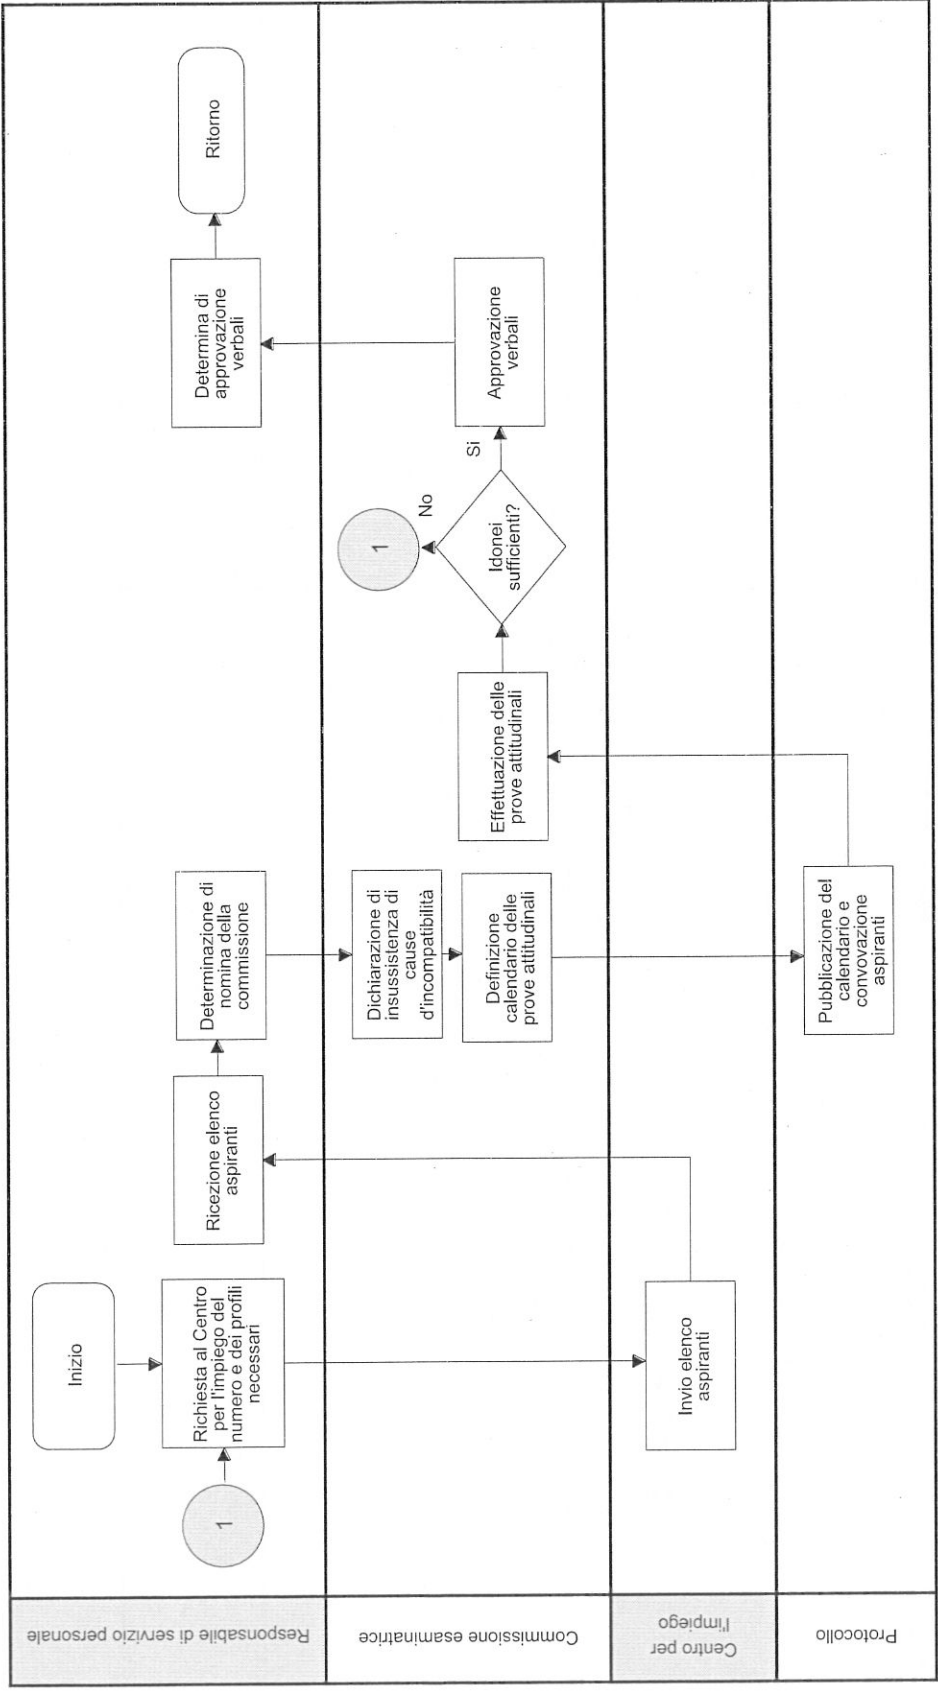 Responsabile di servizio personale
Inizio
1
Richiesta al Centro
per l'impiego del
numero e dei profili
necessari
Ricezione elenco
aspiranti
Determinazione di
nomina della
commissione
Determina di
approvazione
verbali
Ritorno
Commissione esaminatrice
Dichiarazione di
insussistenza di
cause
d'incompatibilità
Definizione
calendario delle
prove attitudinali
Effettuazione delle
prove attitudinali
Idonei
sufficienti?
No
1
Si
Approvazione
verbali
Centro per
l'impiego
Invio elenco
aspiranti
Protocollo
Pubblicazione del
calendario e
convovazione
aspiranti